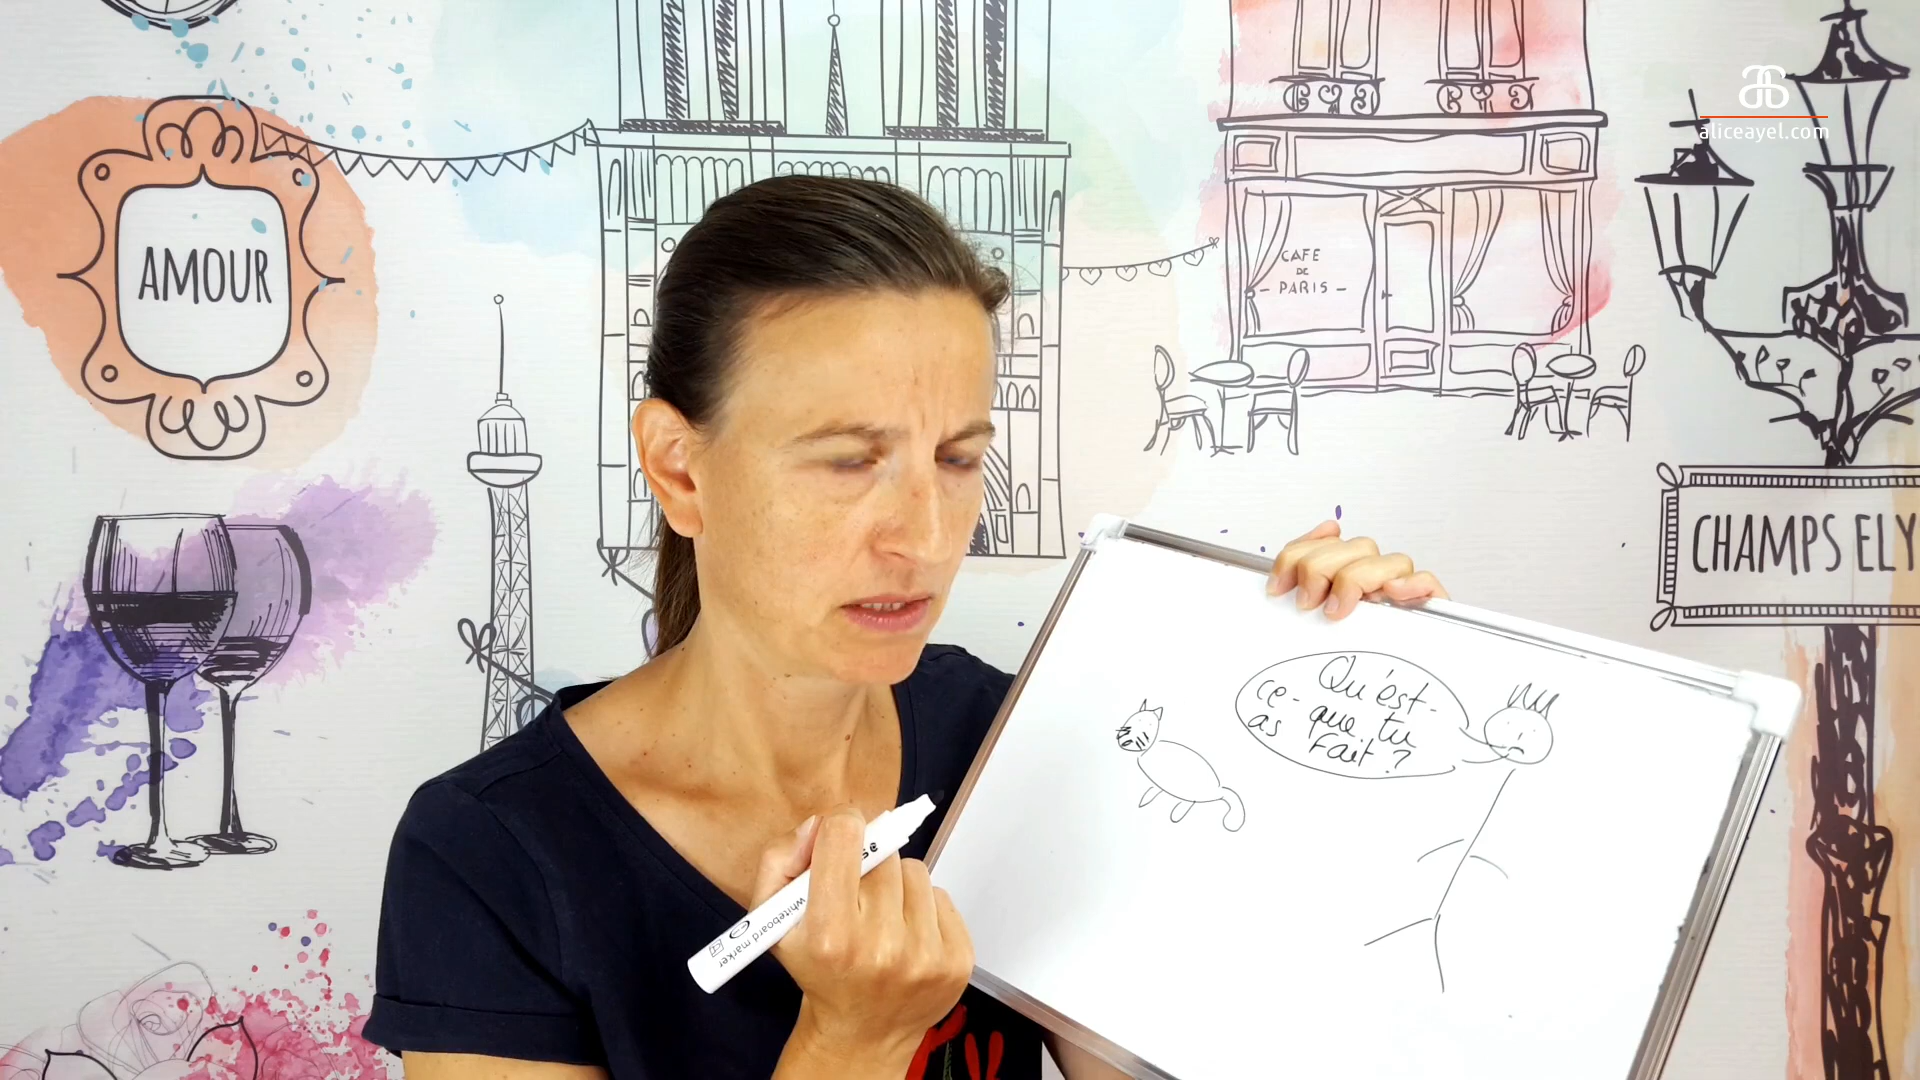 aliceayel.com
AMOUR
CAFE
DE
PARIS
CHAMPS ELY
Qu'est-
ce-que tu
as fait ?
Whiteboard marker